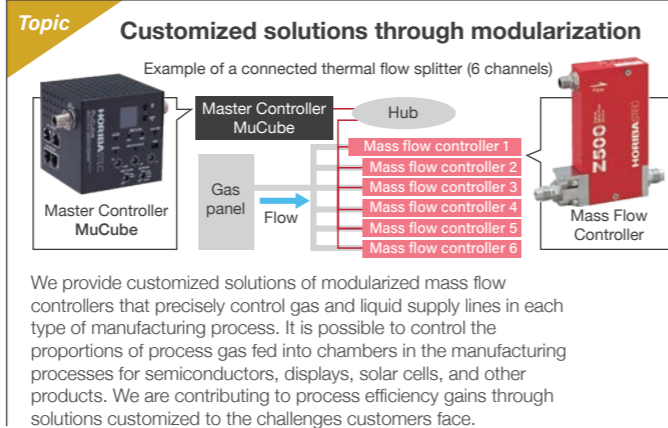 Topic
Customized solutions through modularization
Example of a connected thermal flow splitter (6 channels)
HORIBASTEC
Master Controller
MuCube
Master Controller
MuCube
Hub
Gas
panel
Flow
Mass flow controller 1
Mass flow controller 2
Mass flow controller 3
Mass flow controller 4
Mass flow controller 5
Mass flow controller 6
Flow
Z500
HORIBASTEC
Mass Flow
Controller
We provide customized solutions of modularized mass flow
controllers that precisely control gas and liquid supply lines in each
type of manufacturing process. It is possible to control the
proportions of process gas fed into chambers in the manufacturing
processes for semiconductors, displays, solar cells, and other
products. We are contributing to process efficiency gains through
solutions customized to the challenges customers face.